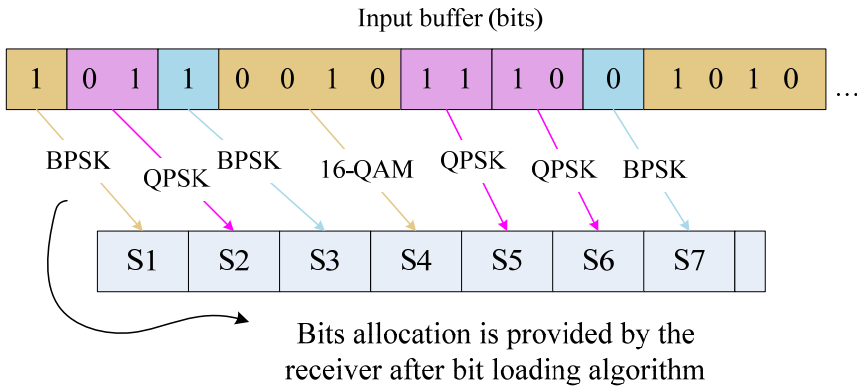 Input buffer (bits)
1 0 1 1 0 0 1 0 1 1 1 0 0 1 0 1 0 ...
BPSK QPSK BPSK 16-QAM QPSK QPSK BPSK
S1 S2 S3 S4 S5 S6 S7
Bits allocation is provided by the
receiver after bit loading algorithm